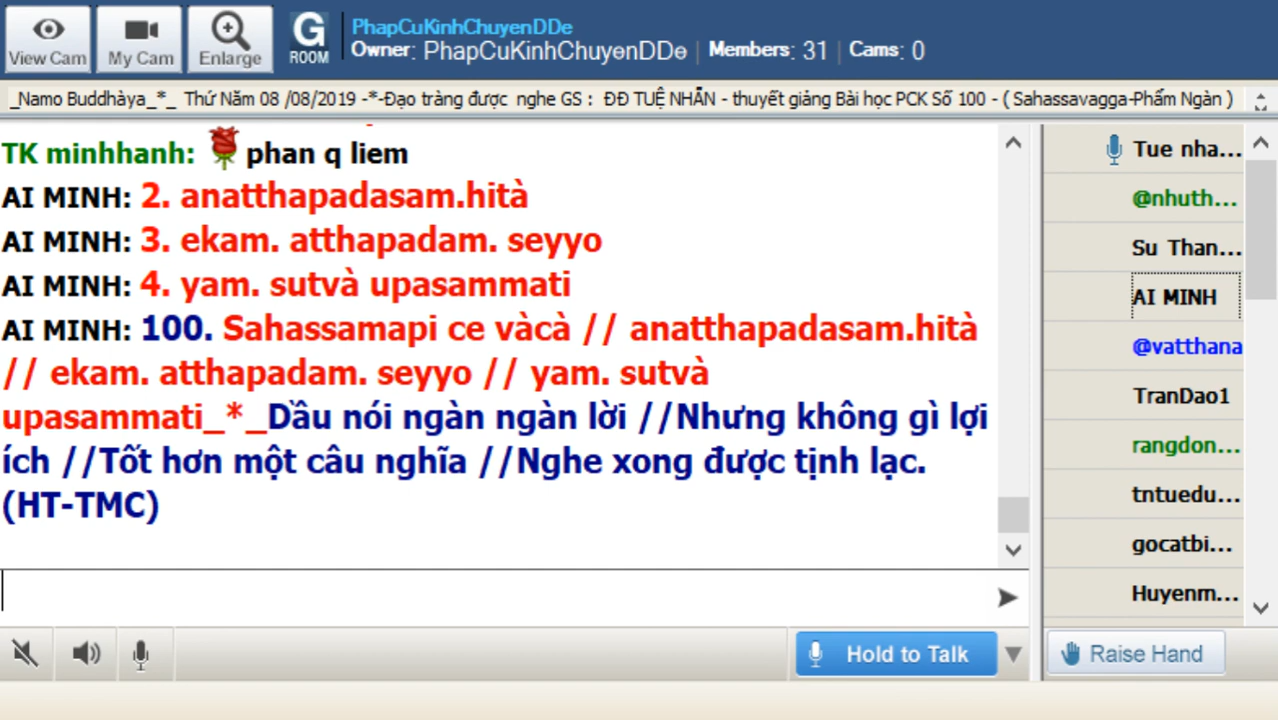 View Cam
My Cam
Enlarge
G
ROOM
PhapCuKinhChuyenDDe
Owner: PhapCuKinhChuyenDDe | Members: 31 | Cams: 0
_Namo Buddhàya_*_ Thứ Năm 08 /08/2019 -*-Đạo tràng được nghe GS : ĐĐ TUỆ NHẪN - thuyết giảng Bài học PCK Số 100 - ( Sahassavagga-Phẩm Ngàn )
TK minhhanh: phan q liem
AI MINH: 2. anatthapadasam.hità
AI MINH: 3. ekam. atthapadam. seyyo
AI MINH: 4. yam. sutvà upasammati
AI MINH: 100. Sahassamapi ce vàcà // anatthapadasam.hità
// ekam. atthapadam. seyyo // yam. sutvà
upasammati_*_Dầu nói ngàn ngàn lời //Nhưng không gì lợi
ích //Tốt hơn một câu nghĩa //Nghe xong được tịnh lạc.
(HT-TMC)
Tue nha...
@nhuth...
Su Than...
AI MINH
@vatthana
TranDao1
rangdon...
tntuedu...
gocatbi...
Huyenm...
Hold to Talk
Raise Hand